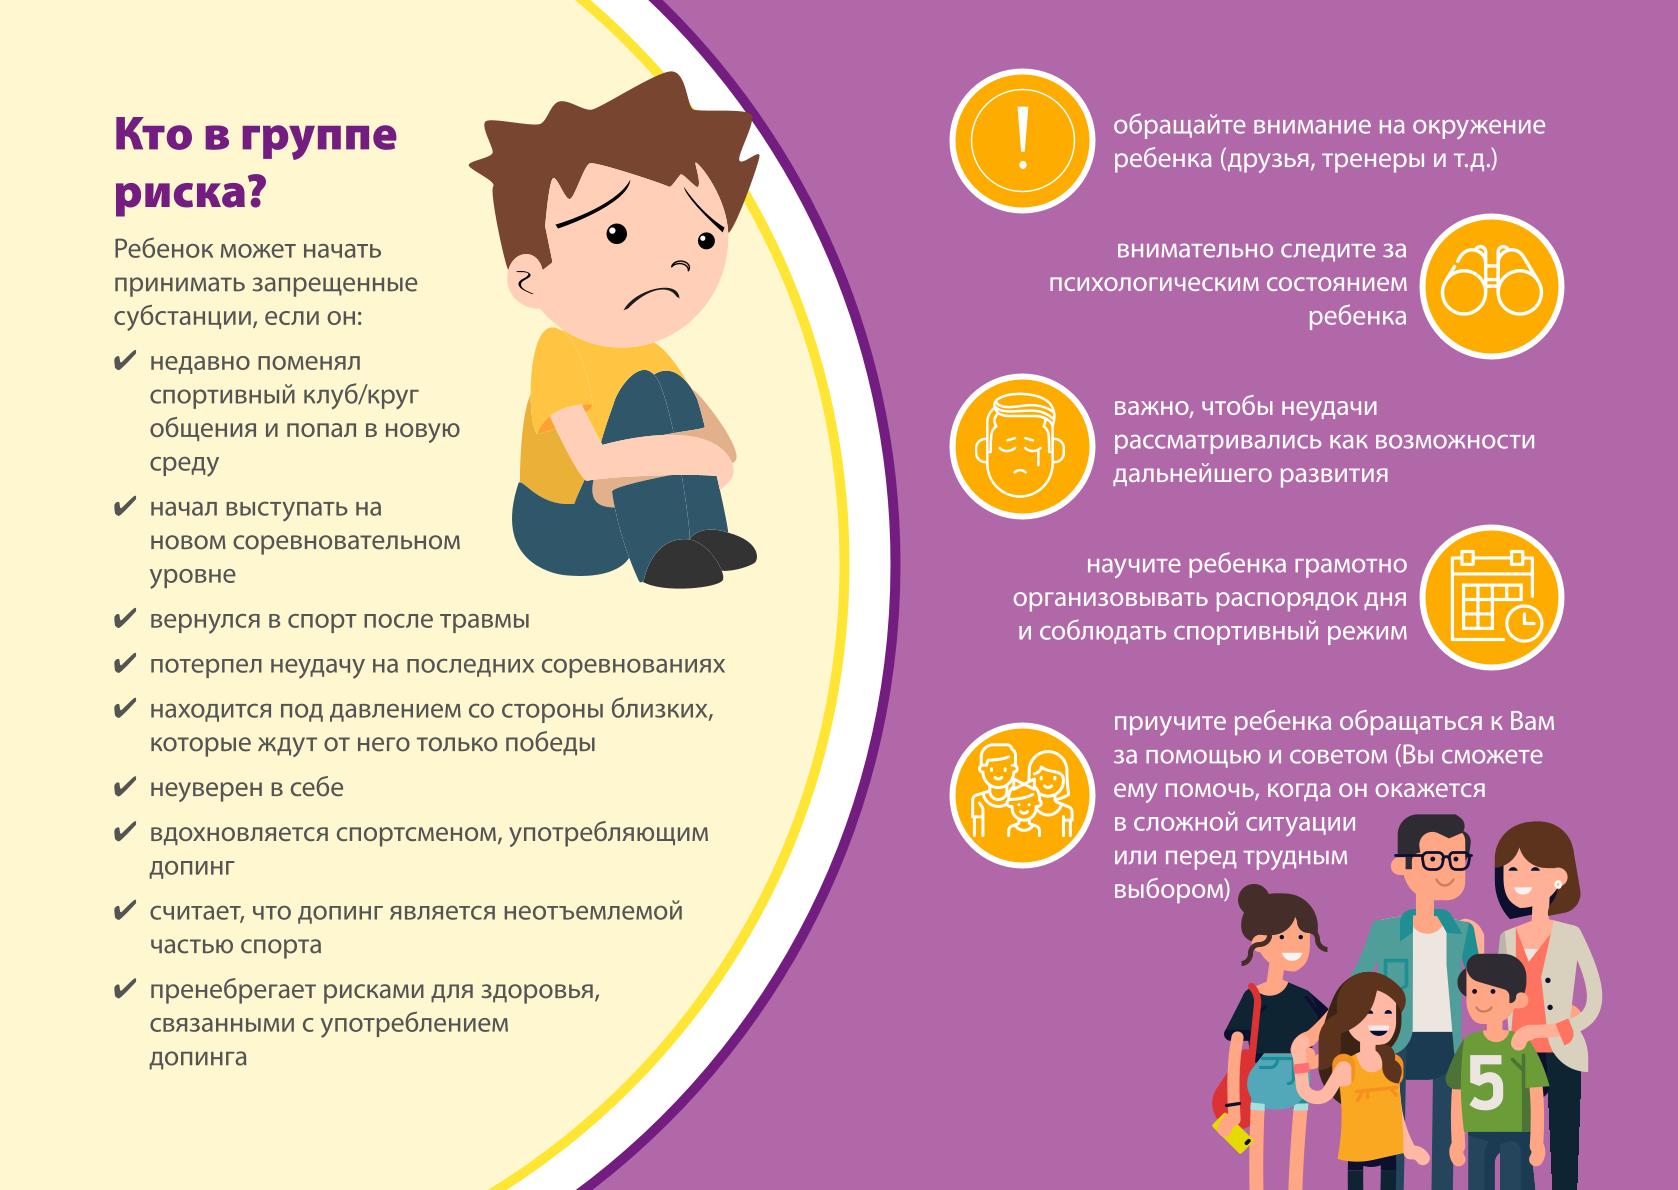 Кто в группе
риска?
Ребенок может начать
принимать запрещенные
субстанции, если он:
✔ недавно поменял
спортивный клуб/круг
общения и попал в новую
среду
✔ начал выступать на
новом соревновательном
уровне
✔ вернулся в спорт после травмы
✔ потерпел неудачу на последних соревнованиях
✔ находится под давлением со стороны близких,
которые ждут от него только победы
✔ неуверен в себе
✔ вдохновляется спортсменом, употребляющим
допинг
✔ считает, что допинг является неотъемлемой
частью спорта
✔ пренебрегает рисками для здоровья,
связанными с употреблением
допинга
!
обращайте внимание на окружение
ребенка (друзья, тренеры и т.д.)
внимательно следите за
психологическим состоянием
ребенка
важно, чтобы неудачи
рассматривались как возможности
дальнейшего развития
научите ребенка грамотно
организовывать распорядок дня
и соблюдать спортивный режим
приучите ребенка обращаться к Вам
за помощью и советом (Вы сможете
ему помочь, когда он окажется
в сложной ситуации
или перед трудным
выбором)
5